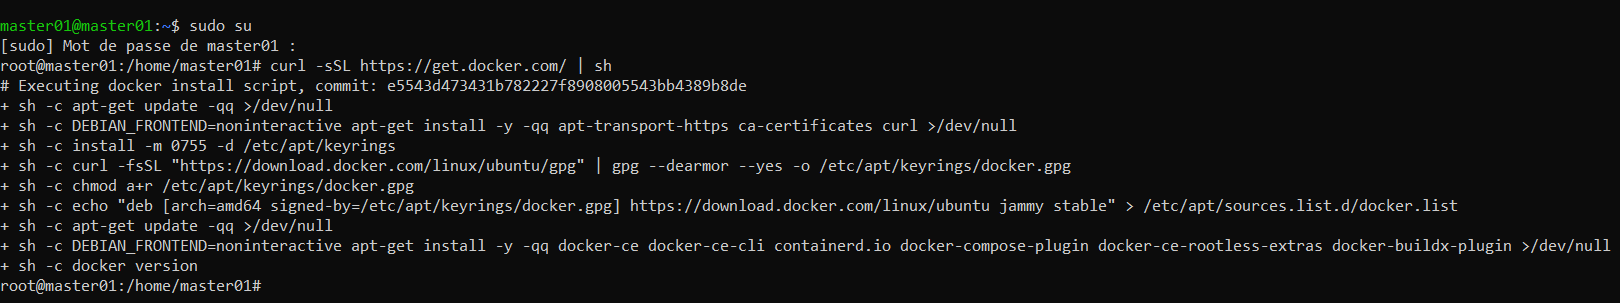 master01@master01:~$ sudo su
[sudo] Mot de passe de master01 :
root@master01:/home/master01# curl -sSL https://get.docker.com/ | sh
# Executing docker install script, commit: e5543d473431b782227f8908005543bb4389b8de
+ sh -c apt-get update -qq >/dev/null
+ sh -c DEBIAN_FRONTEND=noninteractive apt-get install -y -qq apt-transport-https ca-certificates curl >/dev/null
+ sh -c install -m 0755 -d /etc/apt/keyrings
+ sh -c curl -fsSL "https://download.docker.com/linux/ubuntu/gpg" | gpg --dearmor --yes -o /etc/apt/keyrings/docker.gpg
+ sh -c chmod a+r /etc/apt/keyrings/docker.gpg
+ sh -c echo "deb [arch=amd64 signed-by=/etc/apt/keyrings/docker.gpg] https://download.docker.com/linux/ubuntu jammy stable" > /etc/apt/sources.list.d/docker.list
+ sh -c apt-get update -qq >/dev/null
+ sh -c DEBIAN_FRONTEND=noninteractive apt-get install -y -qq docker-ce docker-ce-cli containerd.io docker-compose-plugin docker-ce-rootless-extras docker-buildx-plugin >/dev/null
+ sh -c docker version
root@master01:/home/master01#